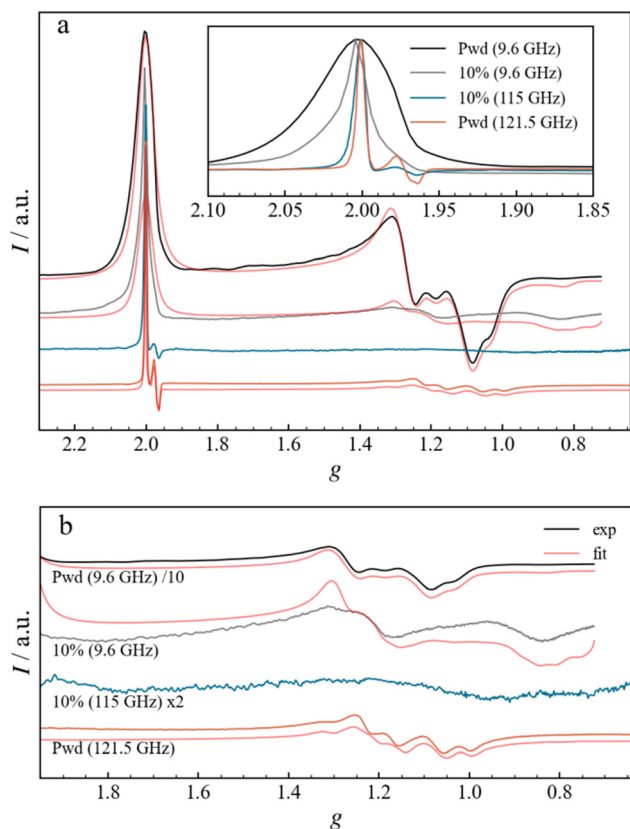 a
Pwd (9.6 GHz)
10% (9.6 GHz)
10% (115 GHz)
Pwd (121.5 GHz)
2.10 2.05 2.00 1.95 1.90 1.85
I / a.u.
2.2 2.0 1.8 1.6 1.4 1.2 1.0 0.8
g
b
exp
fit
Pwd (9.6 GHz) /10
10% (9.6 GHz)
10% (115 GHz) x2
Pwd (121.5 GHz)
I / a.u.
1.8 1.6 1.4 1.2 1.0 0.8
g